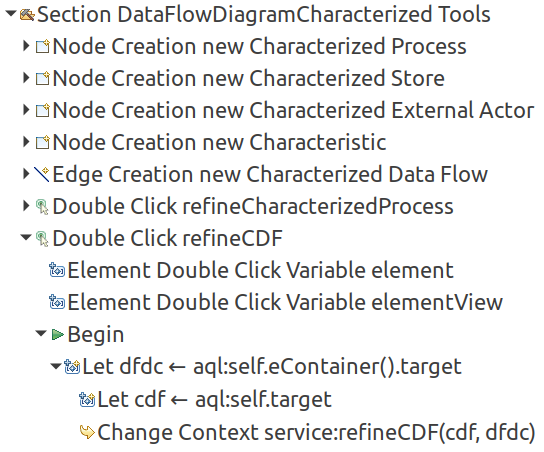 Section DataFlowDiagramCharacterized Tools
Node Creation new Characterized Process
Node Creation new Characterized Store
Node Creation new Characterized External Actor
Node Creation new Characteristic
Edge Creation new Characterized Data Flow
Double Click refineCharacterizedProcess
Double Click refineCDF
Element Double Click Variable element
Element Double Click Variable elementView
Begin
Let dfdc ← aql:self.eContainer().target
Let cdf ← aql:self.target
Change Context service:refineCDF(cdf, dfdc)